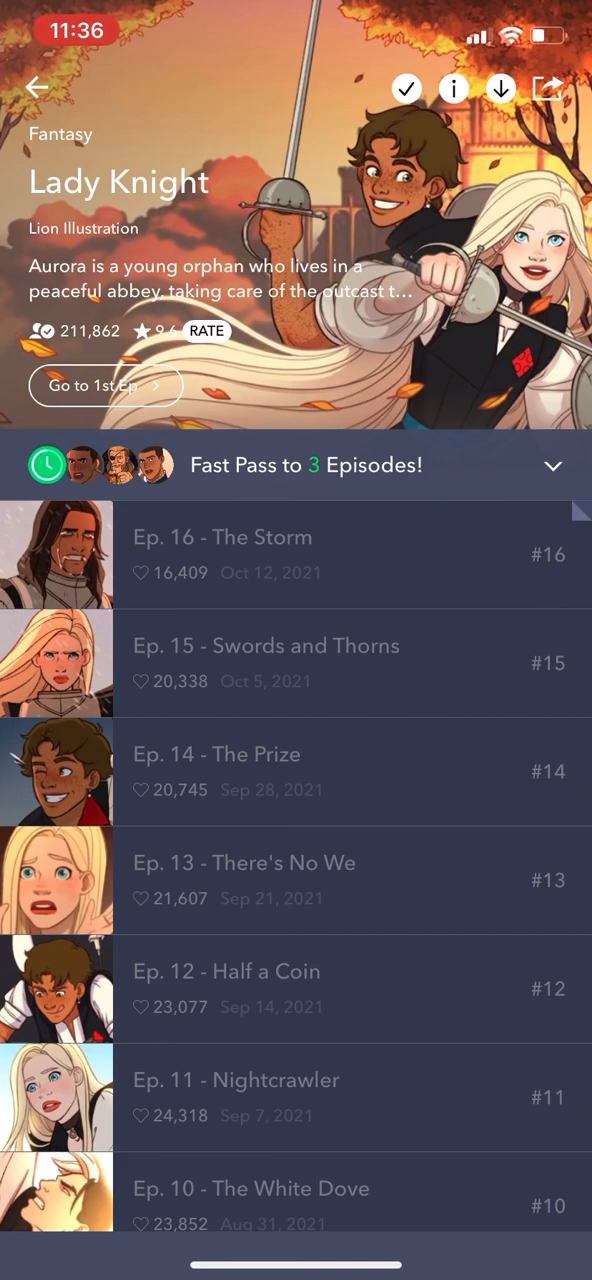 11:36
Fantasy
Lady Knight
Lion Illustration
Aurora is a young orphan who lives in a
peaceful abbey, taking care of the outcast t...
211,862 9.6 RATE
Go to 1st Ep
Fast Pass to 3 Episodes!
Ep. 16 - The Storm
16,409 Oct 12, 2021
#16
Ep. 15 - Swords and Thorns
20,338 Oct 5, 2021
#15
Ep. 14 - The Prize
20,745 Sep 28, 2021
#14
Ep. 13 - There's No We
21,607 Sep 21, 2021
#13
Ep. 12 - Half a Coin
23,077 Sep 14, 2021
#12
Ep. 11 - Nightcrawler
24,318 Sep 7, 2021
#11
Ep. 10 - The White Dove
23,852 Aug 31, 2021
#10